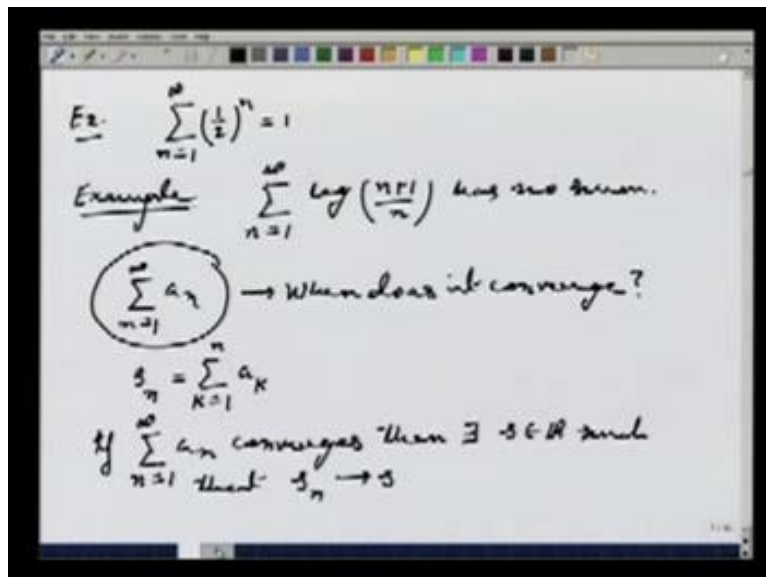 Ex. ∞∑n=1 (1/2)^n = 1
Example ∞∑n=1 log (n+1/n) has no sum.
∞∑n=1 a_n → When does it converge?
s_n = n∑K=1 a_K
If ∞∑n=1 a_n converges then ∃ s ∈ ℝ such
that s_n → s